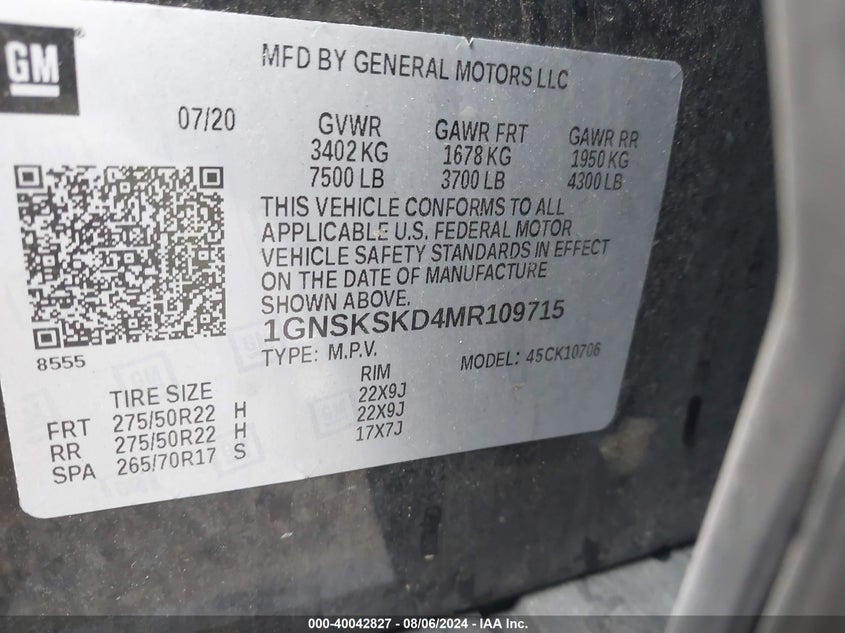 GM
MFD BY GENERAL MOTORS LLC
07/20 GVWR GAWR FRT GAWR RR
3402 KG 1678 KG 1950 KG
7500 LB 3700 LB 4300 LB
THIS VEHICLE CONFORMS TO ALL
APPLICABLE U.S. FEDERAL MOTOR
VEHICLE SAFETY STANDARDS IN EFFECT
ON THE DATE OF MANUFACTURE
SHOWN ABOVE.
1GNSKSKD4MR109715
8555
TYPE: M.P.V. MODEL: 45CK10706
TIRE SIZE RIM
FRT 275/50R22 H 22X9J
RR 275/50R22 H 22X9J
SPA 265/70R17 S 17X7J
000-40042827 - 08/06/2024 - IAA Inc.